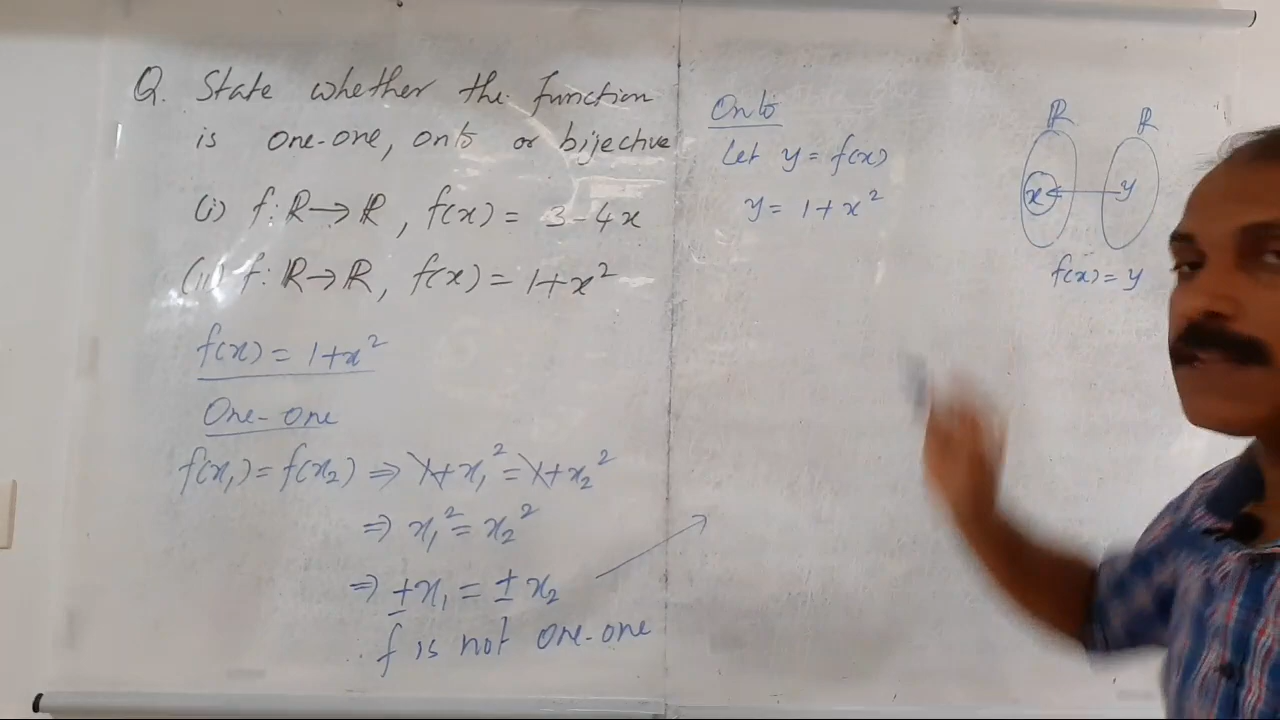 Q. State whether the function
is one-one, onto or bijective
(i) f: ℝ→ℝ, f(x) = 3-4x
(ii) f: ℝ→ℝ, f(x) = 1+x²
f(x) = 1+x²
One-one
f(x₁) = f(x₂) ⇒ 1+x₁² = 1+x₂²
⇒ x₁² = x₂²
⇒ ±x₁ = ±x₂
f is not one-one
Onto
Let y = f(x)
y = 1+x²
ℝ ℝ
x y
f(x) = y